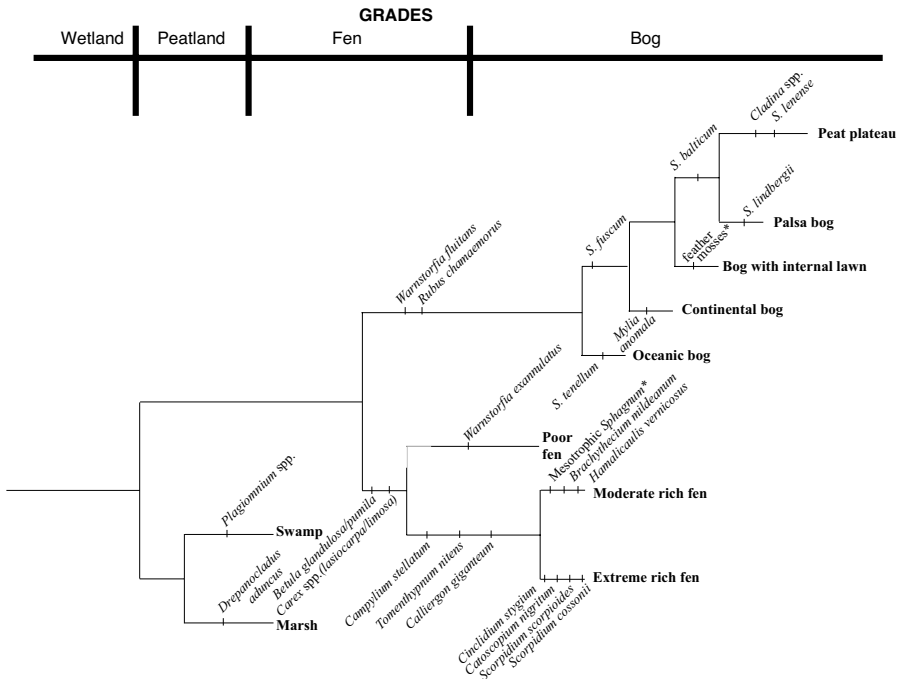 GRADES
Wetland
Peatland
Fen
Bog
Cladina spp.
S. lenense
Peat plateau
S. balticum
S. lindbergii
Palsa bog
feather
mosses*
Bog with internal lawn
S. fuscum
Mylia
anomala
Continental bog
S. tenellum
Oceanic bog
Warnstorfia fluitans
Rubus chamaemorus
Warnstorfia exannulatus
Poor
fen
Mesotrophic Sphagnum*
Brachythecium mildeanum
Hamalicaulis vernicosus
Moderate rich fen
Plagiomnium spp.
Swamp
Drepanocladus
aduncus
Marsh
Betula glandulosa/pumila
Carex spp.(lasiocarpa/limosa)
Campylium stellatum
Tomenthypnum nitens
Calliergon giganteum
Extreme rich fen
Cinclidium stygium
Catoscopium nigritum
Scorpidium scorpioides
Scorpidium cossonii